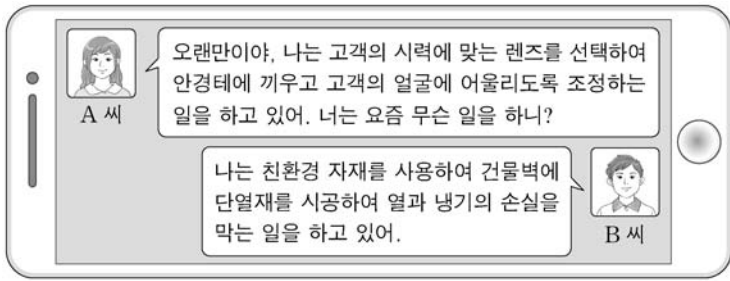 오랜만이야, 나는 고객의 시력에 맞는 렌즈를 선택하여
안경테에 끼우고 고객의 얼굴에 어울리도록 조정하는
일을 하고 있어. 너는 요즘 무슨 일을 하니?
A 씨
나는 친환경 자재를 사용하여 건물벽에
단열재를 시공하여 열과 냉기의 손실을
막는 일을 하고 있어.
B 씨